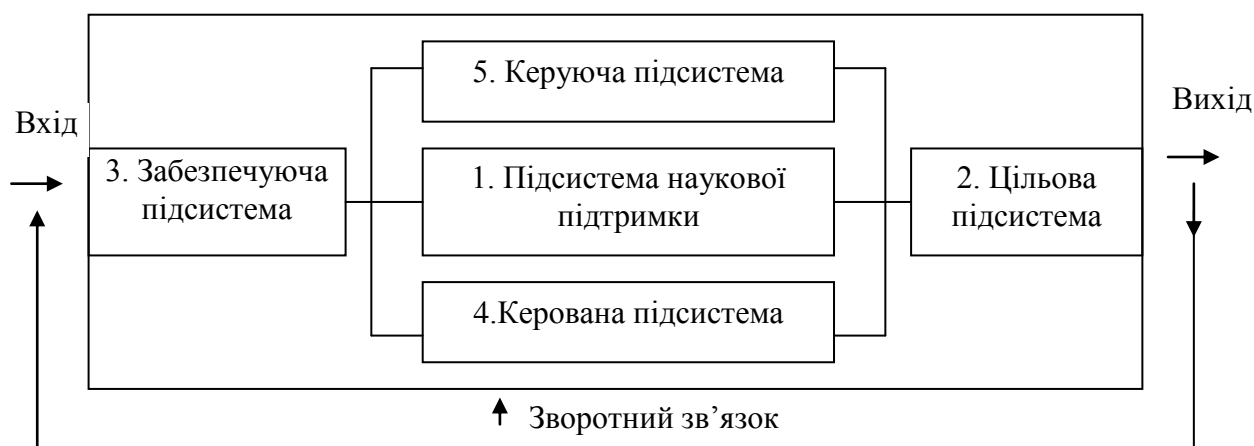 5. Керуюча підсистема
Вхід
Вихід
3. Забезпечуюча
підсистема
1. Підсистема наукової
підтримки
2. Цільова
підсистема
4.Керована підсистема
Зворотний зв’язок